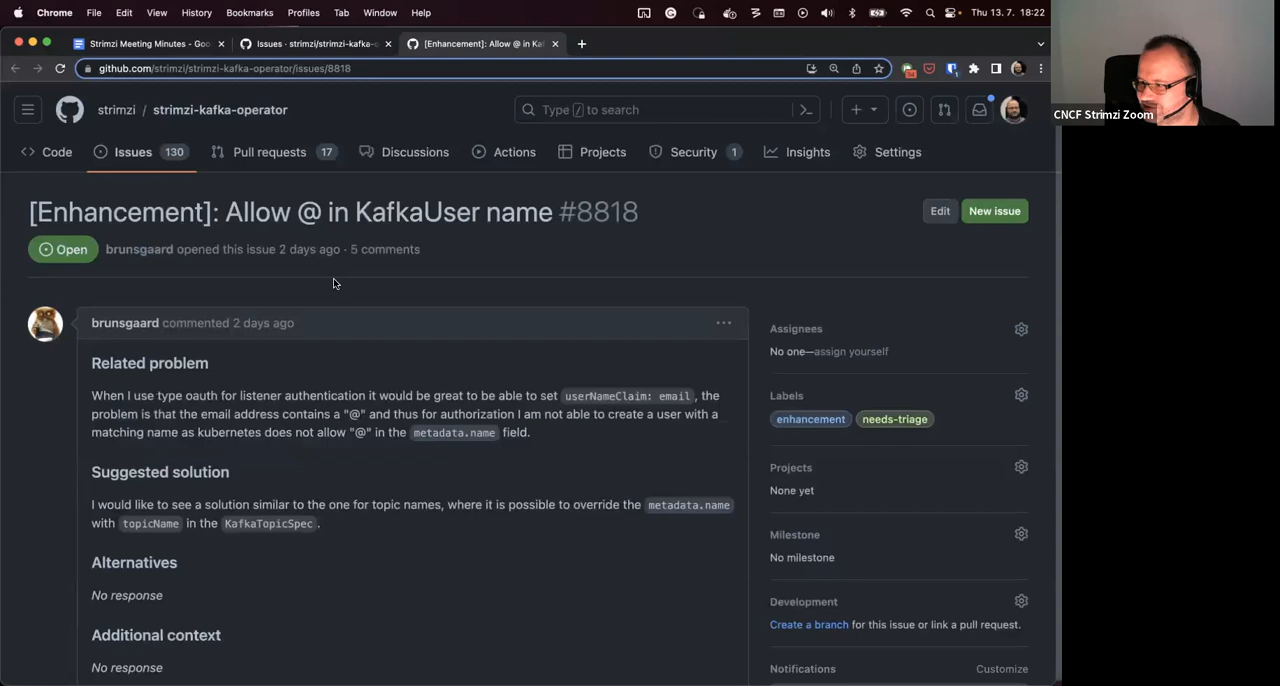 Chrome File Edit View History Bookmarks Profiles Tab Window Help Thu 13. 7. 18:22
Strimzi Meeting Minutes - Goo
Issues · strimzi/strimzi-kafka-o
[Enhancement]: Allow @ in Kaf
github.com/strimzi/strimzi-kafka-operator/issues/8818
CNCF Strimzi Zoom
strimzi / strimzi-kafka-operator
Type / to search
Code Issues 130 Pull requests 17 Discussions Actions Projects Security 1 Insights Settings
[Enhancement]: Allow @ in KafkaUser name #8818
Edit New issue
Open brunsgaard opened this issue 2 days ago · 5 comments
brunsgaard commented 2 days ago
Related problem
When I use type oauth for listener authentication it would be great to be able to set userNameClaim: email, the
problem is that the email address contains a "@" and thus for authorization I am not able to create a user with a
matching name as kubernetes does not allow "@" in the metadata.name field.
Suggested solution
I would like to see a solution similar to the one for topic names, where it is possible to override the metadata.name
with topicName in the KafkaTopicSpec.
Alternatives
No response
Additional context
No response
Assignees
No one—assign yourself
Labels
enhancement needs-triage
Projects
None yet
Milestone
No milestone
Development
Create a branch for this issue or link a pull request.
Notifications Customize